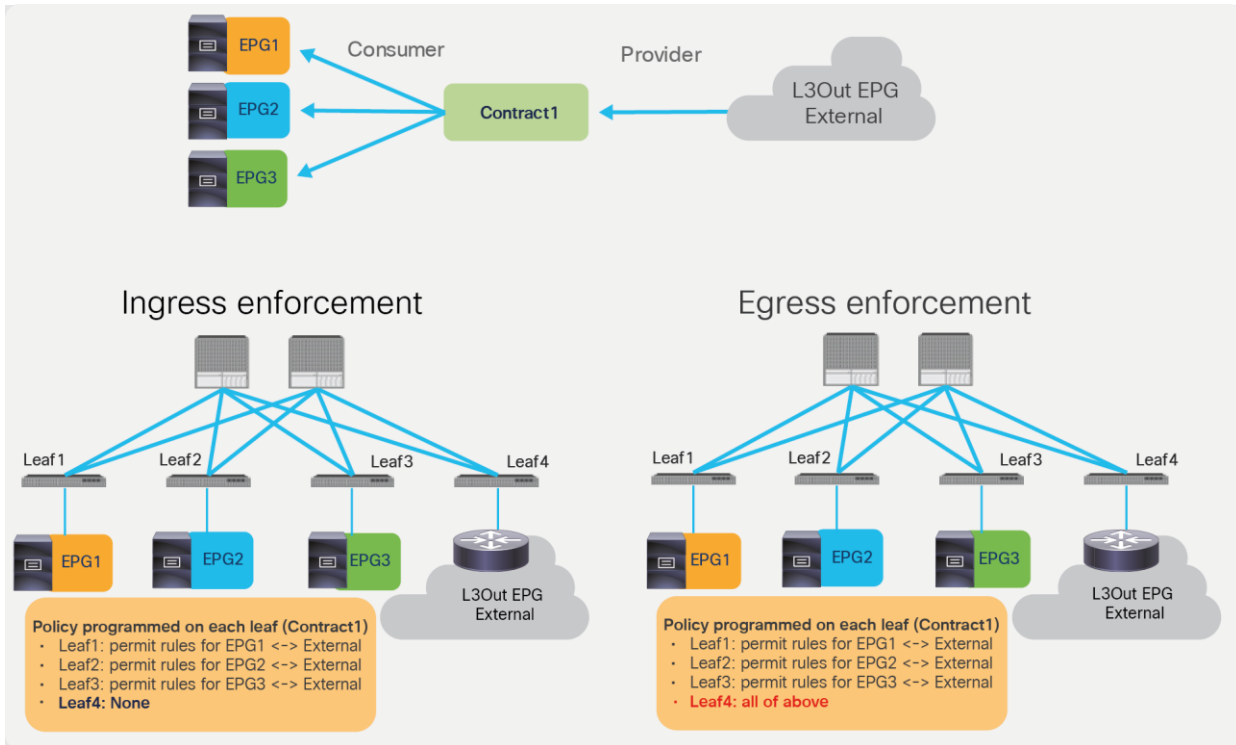 EPG1
Consumer
Provider
EPG2
Contract1
L3Out EPG
External
EPG3
Ingress enforcement
Leaf1
Leaf2
Leaf3
Leaf4
EPG1
EPG2
EPG3
L3Out EPG
External
Policy programmed on each leaf (Contract1)
• Leaf1: permit rules for EPG1 <-> External
• Leaf2: permit rules for EPG2 <-> External
• Leaf3: permit rules for EPG3 <-> External
• Leaf4: None
Egress enforcement
Leaf1
Leaf2
Leaf3
Leaf4
EPG1
EPG2
EPG3
L3Out EPG
External
Policy programmed on each leaf (Contract1)
• Leaf1: permit rules for EPG1 <-> External
• Leaf2: permit rules for EPG2 <-> External
• Leaf3: permit rules for EPG3 <-> External
• Leaf4: all of above